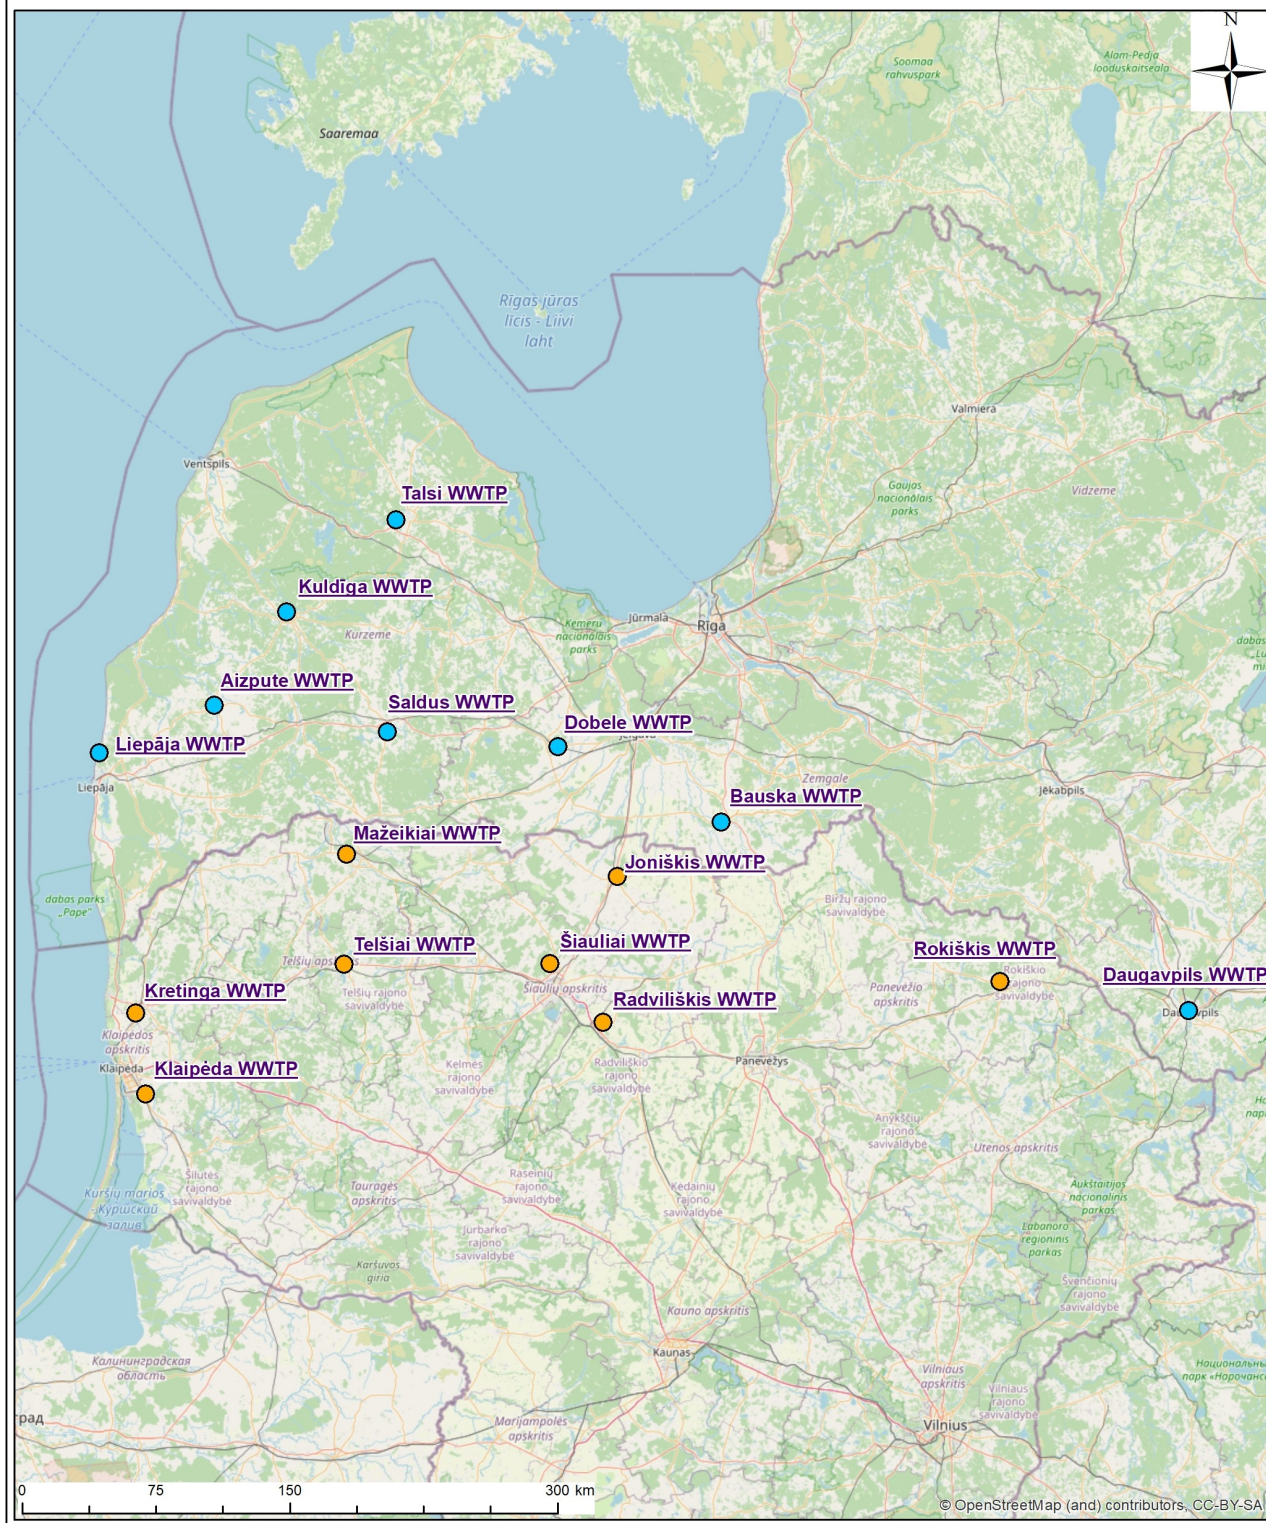 N
Alam-Pedja
looduskaitseala
Soomaa
rahvuspark
Saaremaa
Rīgas jūras
līcis - Liivi
laht
Valmiera
Ventspils
Gaujas
nacionālais
parks
Vidzeme
Talsi WWTP
Kuldīga WWTP
Kurzeme
Ķemeru
nacionālais
parks
Jūrmala
Rīga
dabas
Aizpute WWTP
Saldus WWTP
Dobele WWTP
Jelgava
Liepāja WWTP
Liepāja
Zemgale
Jēkabpils
Bauska WWTP
Mažeikiai WWTP
Joniškis WWTP
dabas parks
„Pape”
Biržų rajono
savivaldybė
Telšiai WWTP
Šiauliai WWTP
Rokiškis WWTP
Telšių apskritis
Telšių rajono
savivaldybė
Šiaulių apskritis
Panevėžio
apskritis
Rokiškio
rajono
savivaldybė
Daugavpils WWTP
Daugavpils
Kretinga WWTP
Radviliškis WWTP
Klaipėdos
apskritis
Klaipėda
Klaipėda WWTP
Kelmės
rajono
savivaldybė
Radviliškio
rajono
savivaldybė
Panevėžys
Anykščių
rajono
savivaldybė
Utenos apskritis
Šilutės
rajono
savivaldybė
Tauragės
apskritis
Raseinių
rajono
savivaldybė
Kėdainių
rajono
savivaldybė
Aukštaitijos
nacionalinis
parkas
Kuršių marios
- Куршский
залив
Jurbarko
rajono
savivaldybė
Labanoro
regioninis
parkas
Karšuvos
giria
Švenčionių
rajono
savivaldybė
Kauno apskritis
Kaunas
Калининградская
область
Vilniaus
apskritis
Vilniaus
rajono
savivaldybė
Национальны
парк «Нарочанс
град
Marijampolės
apskritis
Vilnius
0 75 150 300 km
© OpenStreetMap (and) contributors, CC-BY-SA